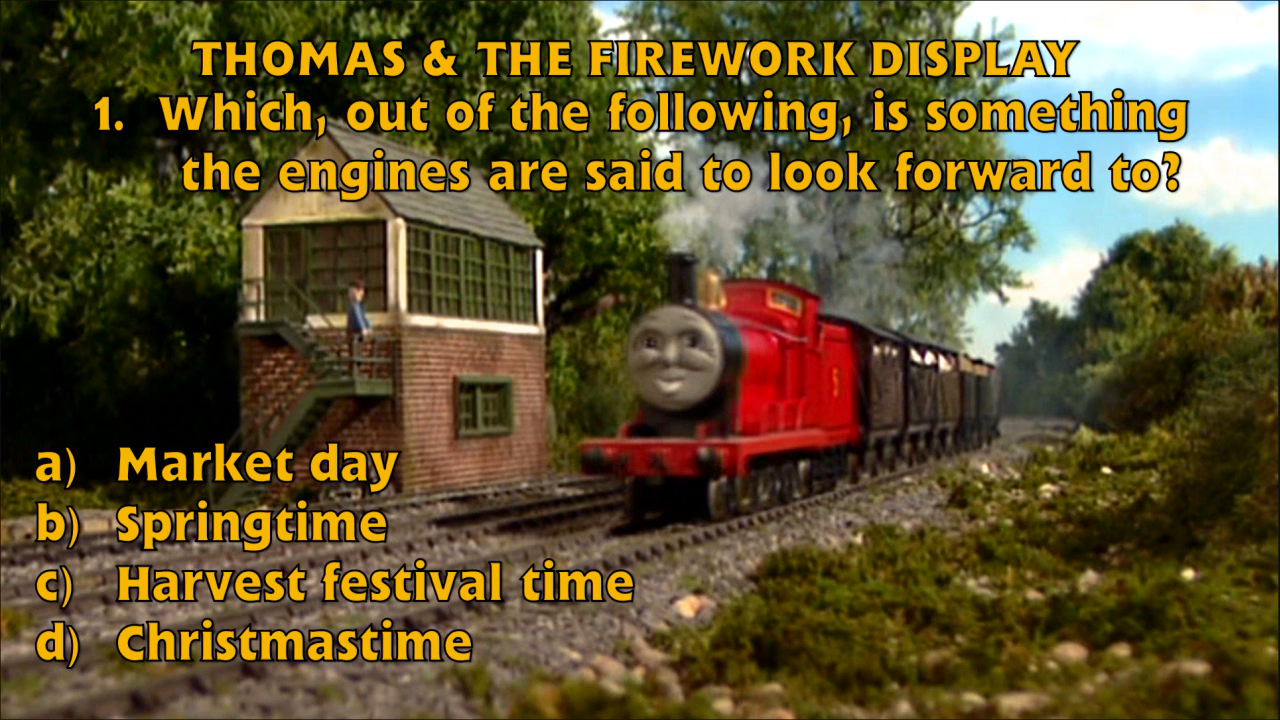 THOMAS & THE FIREWORK DISPLAY
1. Which, out of the following, is something
the engines are said to look forward to?
5
a) Market day
b) Springtime
c) Harvest festival time
d) Christmastime